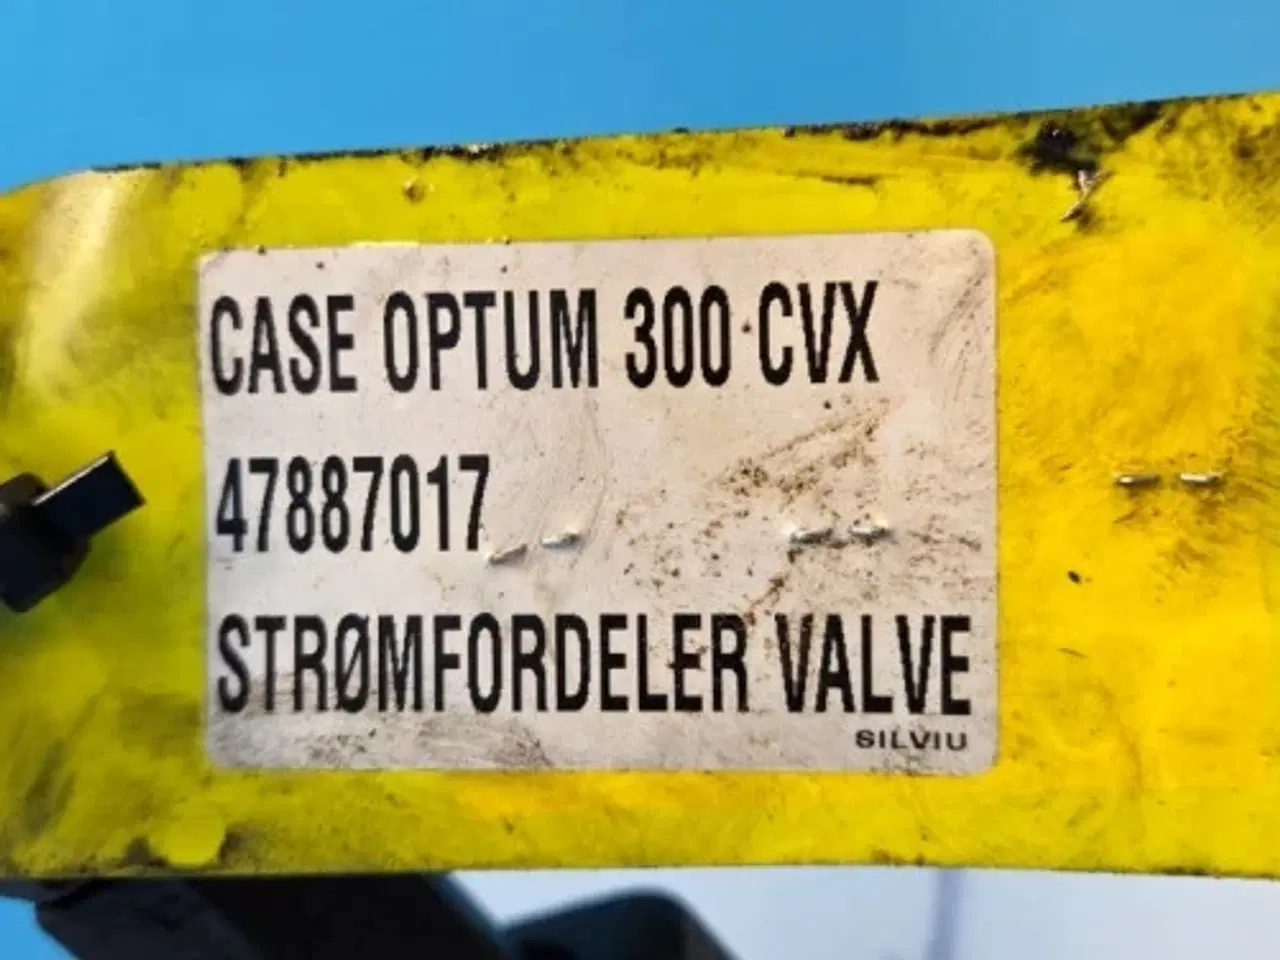 CASE OPTUM 300 CVX
47887017
STRØMFORDELER VALVE
SILVIU